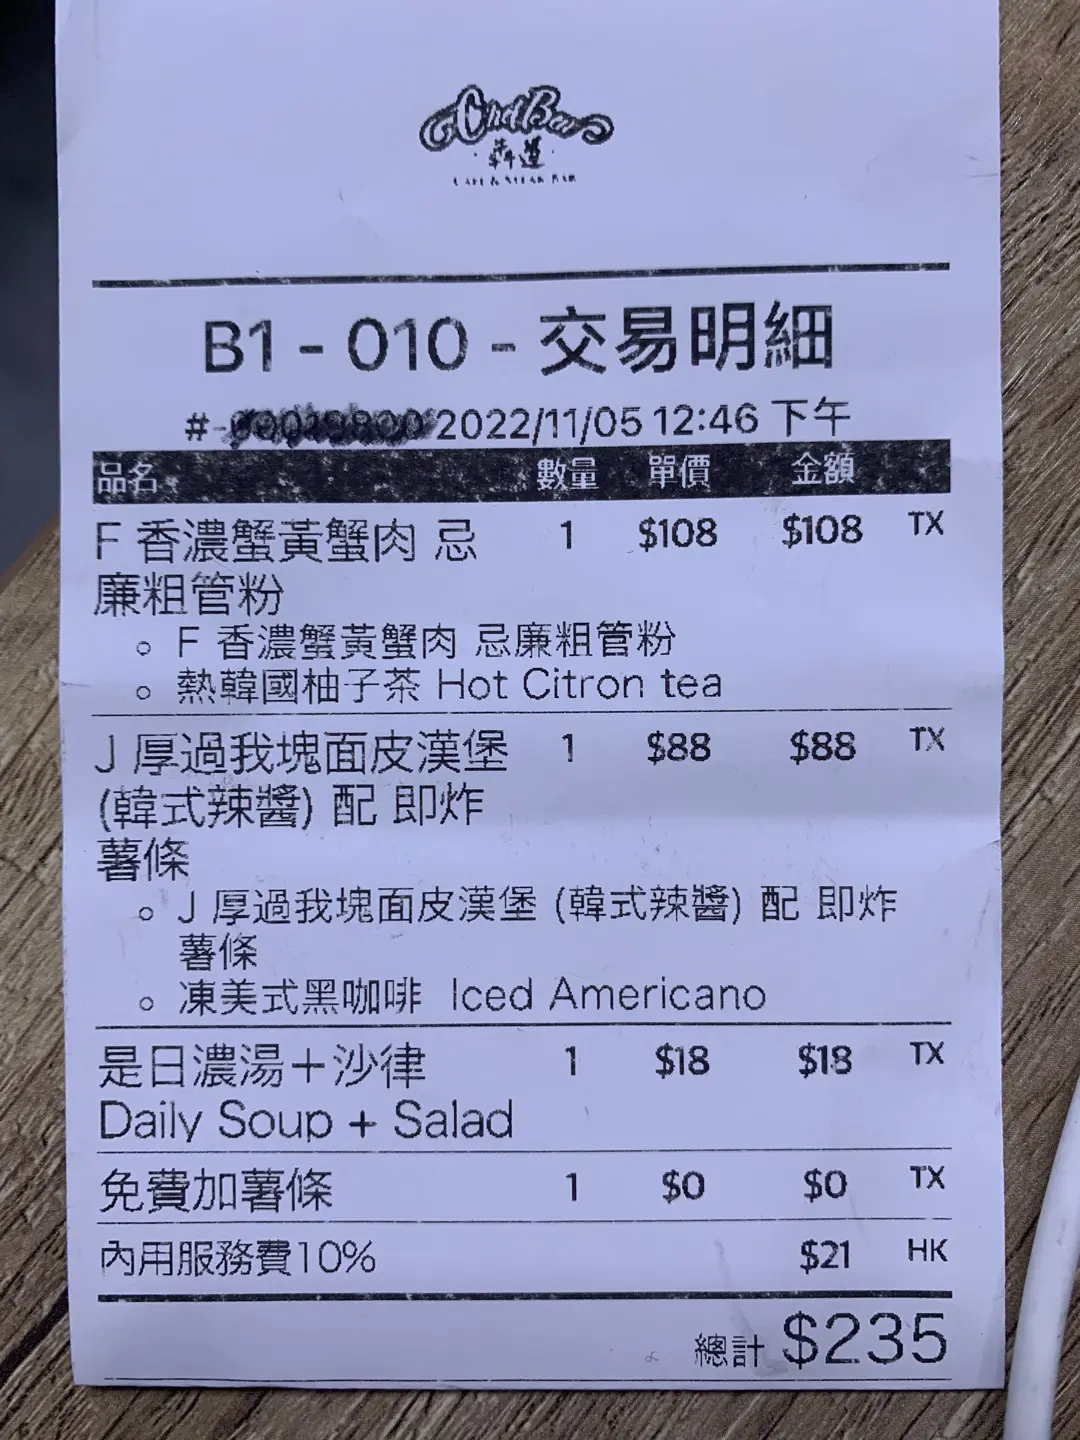 犇道
B1 - 010 - 交易明細
#- 2022/11/05 12:46 下午
品名 數量 單價 金額
F 香濃蟹黃蟹肉 忌 1 $108 $108 TX
廉粗管粉
◦ F 香濃蟹黃蟹肉 忌廉粗管粉
◦ 熱韓國柚子茶 Hot Citron tea
J 厚過我塊面皮漢堡 1 $88 $88 TX
(韓式辣醬) 配 即炸
薯條
◦ J 厚過我塊面皮漢堡 (韓式辣醬) 配 即炸
薯條
◦ 凍美式黑咖啡 Iced Americano
是日濃湯＋沙律 1 $18 $18 TX
Daily Soup + Salad
免費加薯條 1 $0 $0 TX
內用服務費10% $21 HK
總計 $235